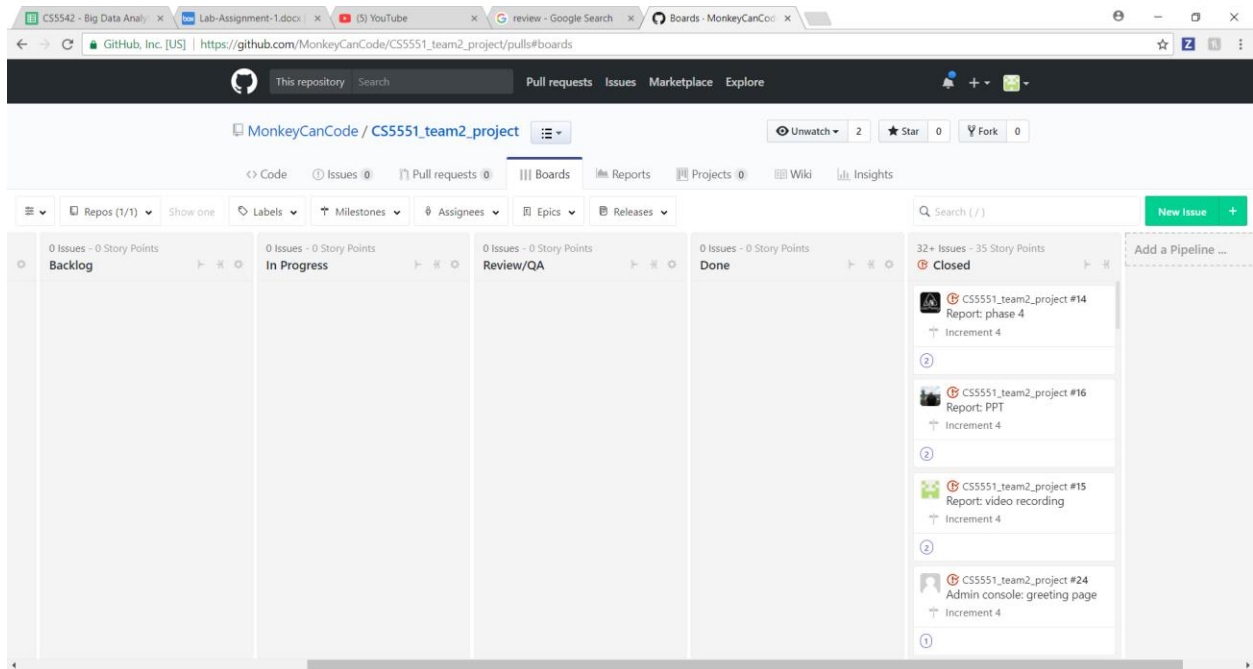 CS5542 - Big Data Analy
Lab-Assignment-1.docx
(5) YouTube
review - Google Search
Boards - MonkeyCanCod
GitHub, Inc. [US] | https://github.com/MonkeyCanCode/CS5551_team2_project/pulls#boards
This repository Search
Pull requests Issues Marketplace Explore
MonkeyCanCode / CS5551_team2_project
Unwatch 2 Star 0 Fork 0
Code Issues 0 Pull requests 0 Boards Reports Projects 0 Wiki Insights
Repos (1/1) Show one Labels Milestones Assignees Epics Releases Search ( / ) New Issue +
0 Issues - 0 Story Points
Backlog
0 Issues - 0 Story Points
In Progress
0 Issues - 0 Story Points
Review/QA
0 Issues - 0 Story Points
Done
32+ Issues - 35 Story Points
Closed
Add a Pipeline ...
CS5551_team2_project #14
Report: phase 4
Increment 4
2
CS5551_team2_project #16
Report: PPT
Increment 4
2
CS5551_team2_project #15
Report: video recording
Increment 4
2
CS5551_team2_project #24
Admin console: greeting page
Increment 4
1